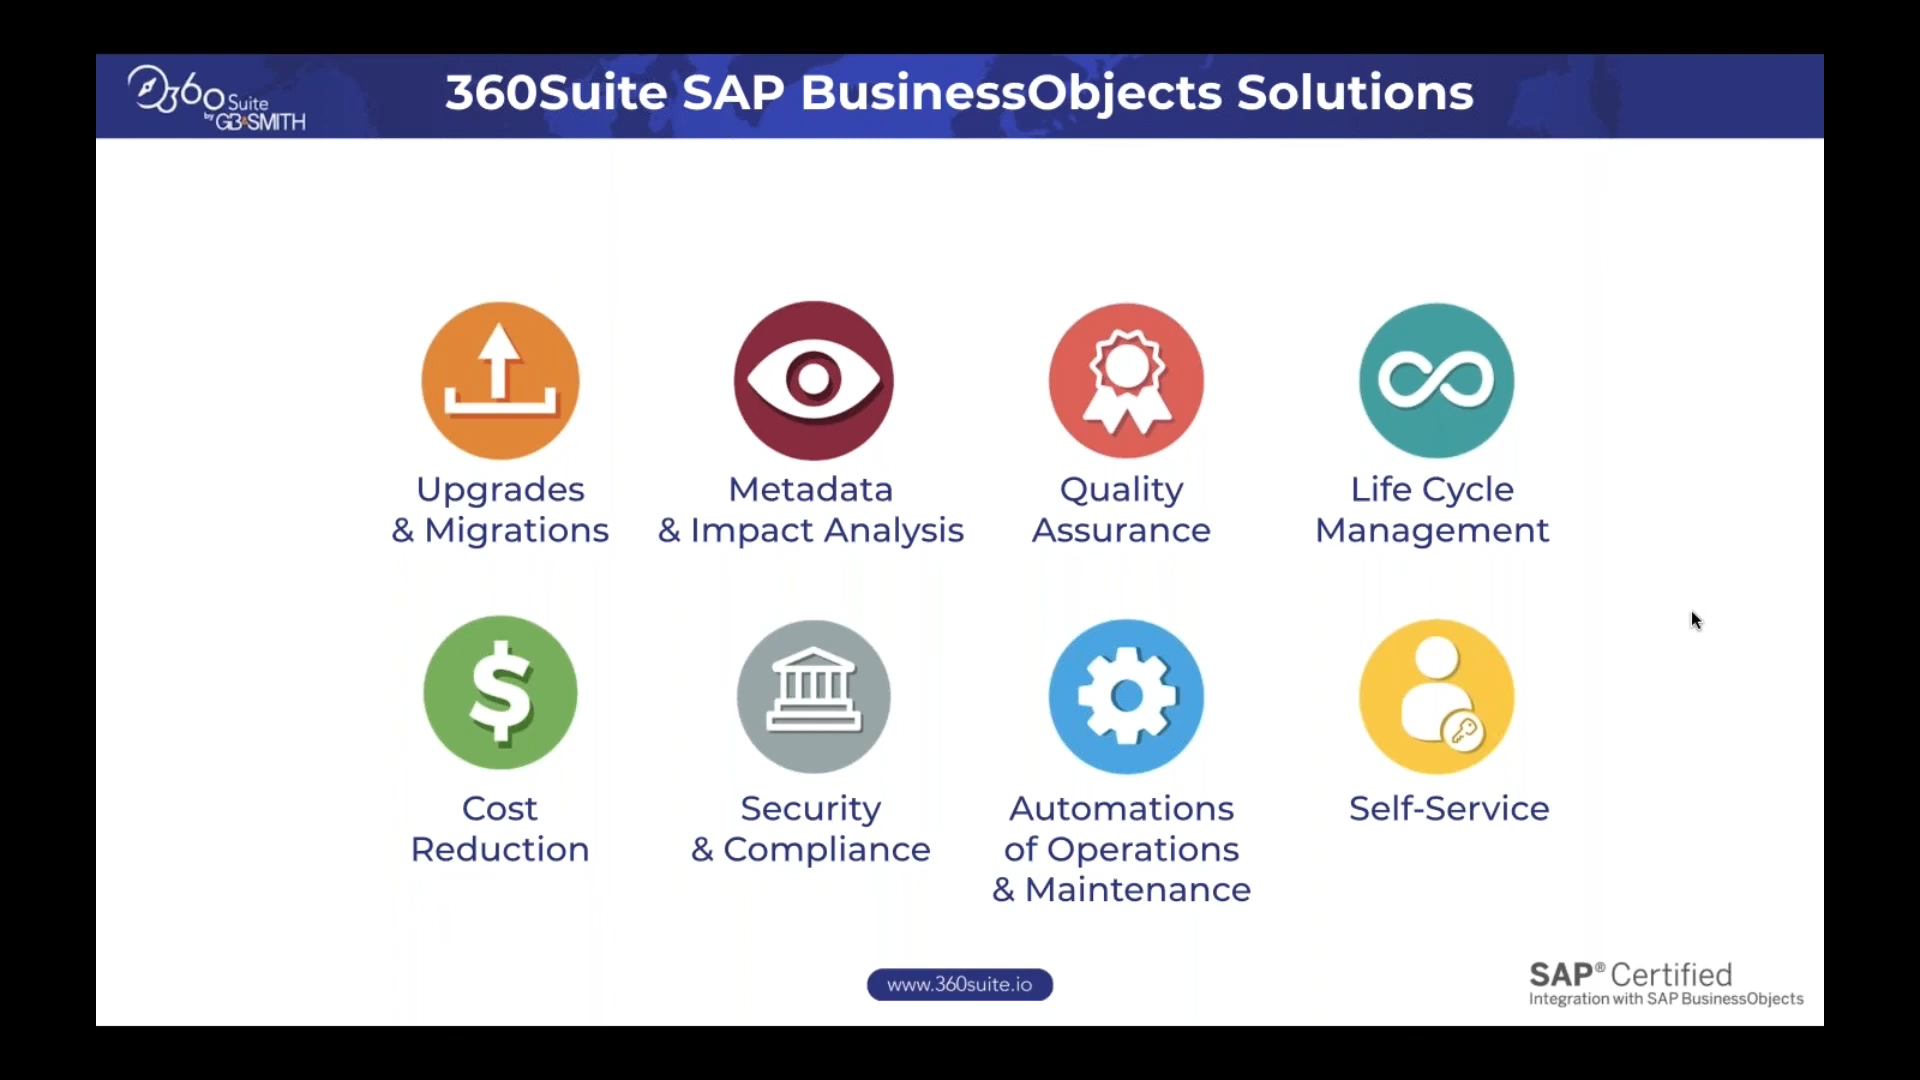 360Suite
by GB&SMITH
360Suite SAP BusinessObjects Solutions
Upgrades
& Migrations
Metadata
& Impact Analysis
Quality
Assurance
Life Cycle
Management
Cost
Reduction
Security
& Compliance
Automations
of Operations
& Maintenance
Self-Service
www.360suite.io
SAP® Certified
Integration with SAP BusinessObjects